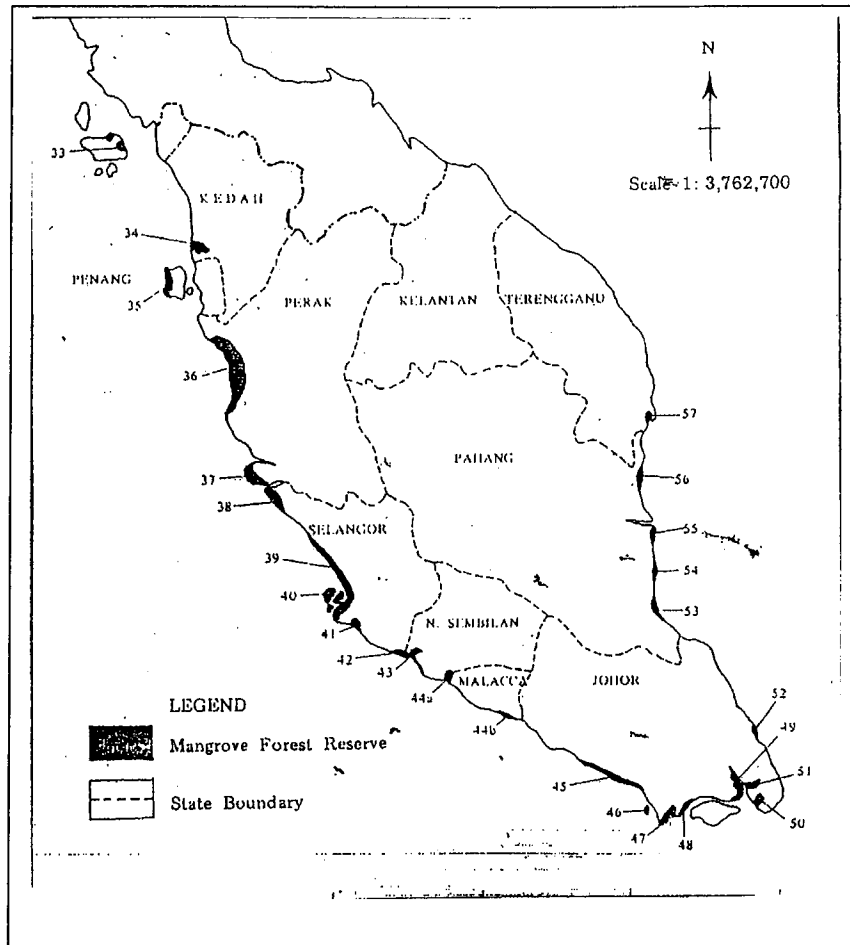 N
Scale 1: 3,762,700
33
KEDAH
34
PENANG
35
PERAK
KELANTAN
TERENGGANU
36
57
PAHANG
37
56
38
SELANGOR
55
39
54
40
53
41
N. SEMBILAN
42
43
MALACCA
JOHOR
44a
52
44b
49
LEGEND
Mangrove Forest Reserve
51
45
State Boundary
46
50
47
48